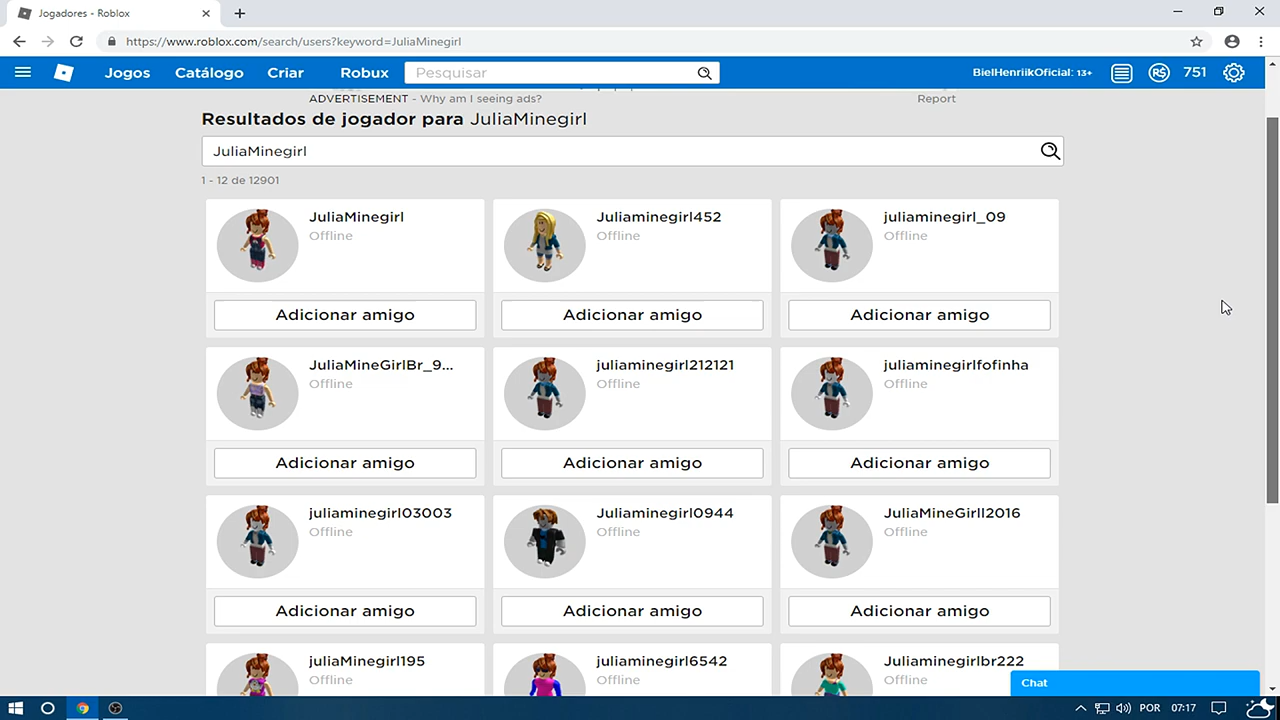 Jogadores - Roblox
https://www.roblox.com/search/users?keyword=JuliaMinegirl
Jogos Catálogo Criar Robux Pesquisar BielHenriikOficial: 13+ R$ 751
ADVERTISEMENT - Why am I seeing ads? Report
Resultados de jogador para JuliaMinegirl
JuliaMinegirl
1 - 12 de 12901
JuliaMinegirl Juliaminegirl452 juliaminegirl_09
Offline Offline Offline
Adicionar amigo Adicionar amigo Adicionar amigo
JuliaMineGirlBr_9... juliaminegirl212121 juliaminegirlfofinha
Offline Offline Offline
Adicionar amigo Adicionar amigo Adicionar amigo
juliaminegirl03003 Juliaminegirl0944 JuliaMineGirll2016
Offline Offline Offline
Adicionar amigo Adicionar amigo Adicionar amigo
juliaMinegirl195 juliaminegirl6542 Juliaminegirlbr222
Offline Offline Offline
Chat
POR 07:17